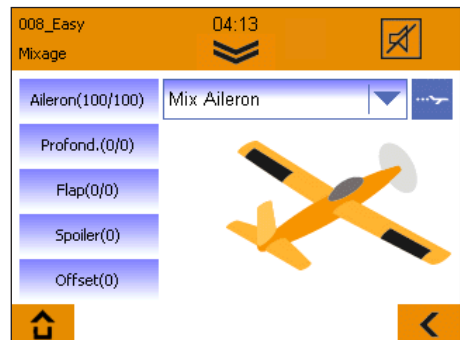 008_Easy
04:13
Mixage
Aileron(100/100)
Mix Aileron
Profond.(0/0)
Flap(0/0)
Spoiler(0)
Offset(0)